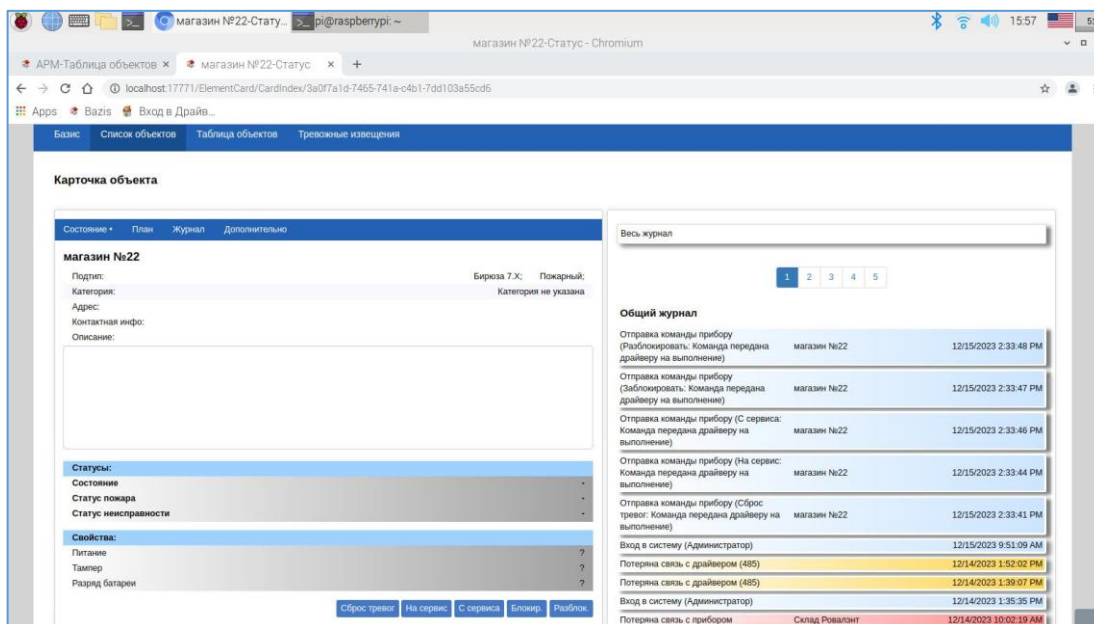 магазин №22-Стату... pi@raspberrypi: ~ 15:57
магазин №22-Статус - Chromium
АРМ-Таблица объектов × магазин №22-Статус × +
localhost:17771/ElementCard/CardIndex/3a0f7a1d-7465-741a-c4b1-7dd103a55cd6
Apps Bazis Вход в Драйв...
Базис Список объектов Таблица объектов Тревожные извещения
Карточка объекта
Состояние • План Журнал Дополнительно
магазин №22
Подтип: Бирюза 7.X; Пожарный;
Категория: Категория не указана
Адрес:
Контактная инфо:
Описание:
Статусы:
Состояние -
Статус пожара -
Статус неисправности -
Свойства:
Питание ?
Тампер ?
Разряд батареи ?
Сброс тревог На сервис С сервиса Блокир. Разблок.
Весь журнал
1 2 3 4 5
Общий журнал
Отправка команды прибору
(Разблокировать: Команда передана магазин №22 12/15/2023 2:33:48 PM
драйверу на выполнение)
Отправка команды прибору
(Заблокировать: Команда передана магазин №22 12/15/2023 2:33:47 PM
драйверу на выполнение)
Отправка команды прибору (С сервиса:
Команда передана драйверу на магазин №22 12/15/2023 2:33:46 PM
выполнение)
Отправка команды прибору (На сервис:
Команда передана драйверу на магазин №22 12/15/2023 2:33:44 PM
выполнение)
Отправка команды прибору (Сброс
тревог: Команда передана драйверу на магазин №22 12/15/2023 2:33:41 PM
выполнение)
Вход в систему (Администратор) 12/15/2023 9:51:09 AM
Потеряна связь с драйвером (485) 12/14/2023 1:52:02 PM
Потеряна связь с драйвером (485) 12/14/2023 1:39:07 PM
Вход в систему (Администратор) 12/14/2023 1:35:35 PM
Потеряна связь с прибором Склад Ровалэнт 12/14/2023 10:02:19 AM